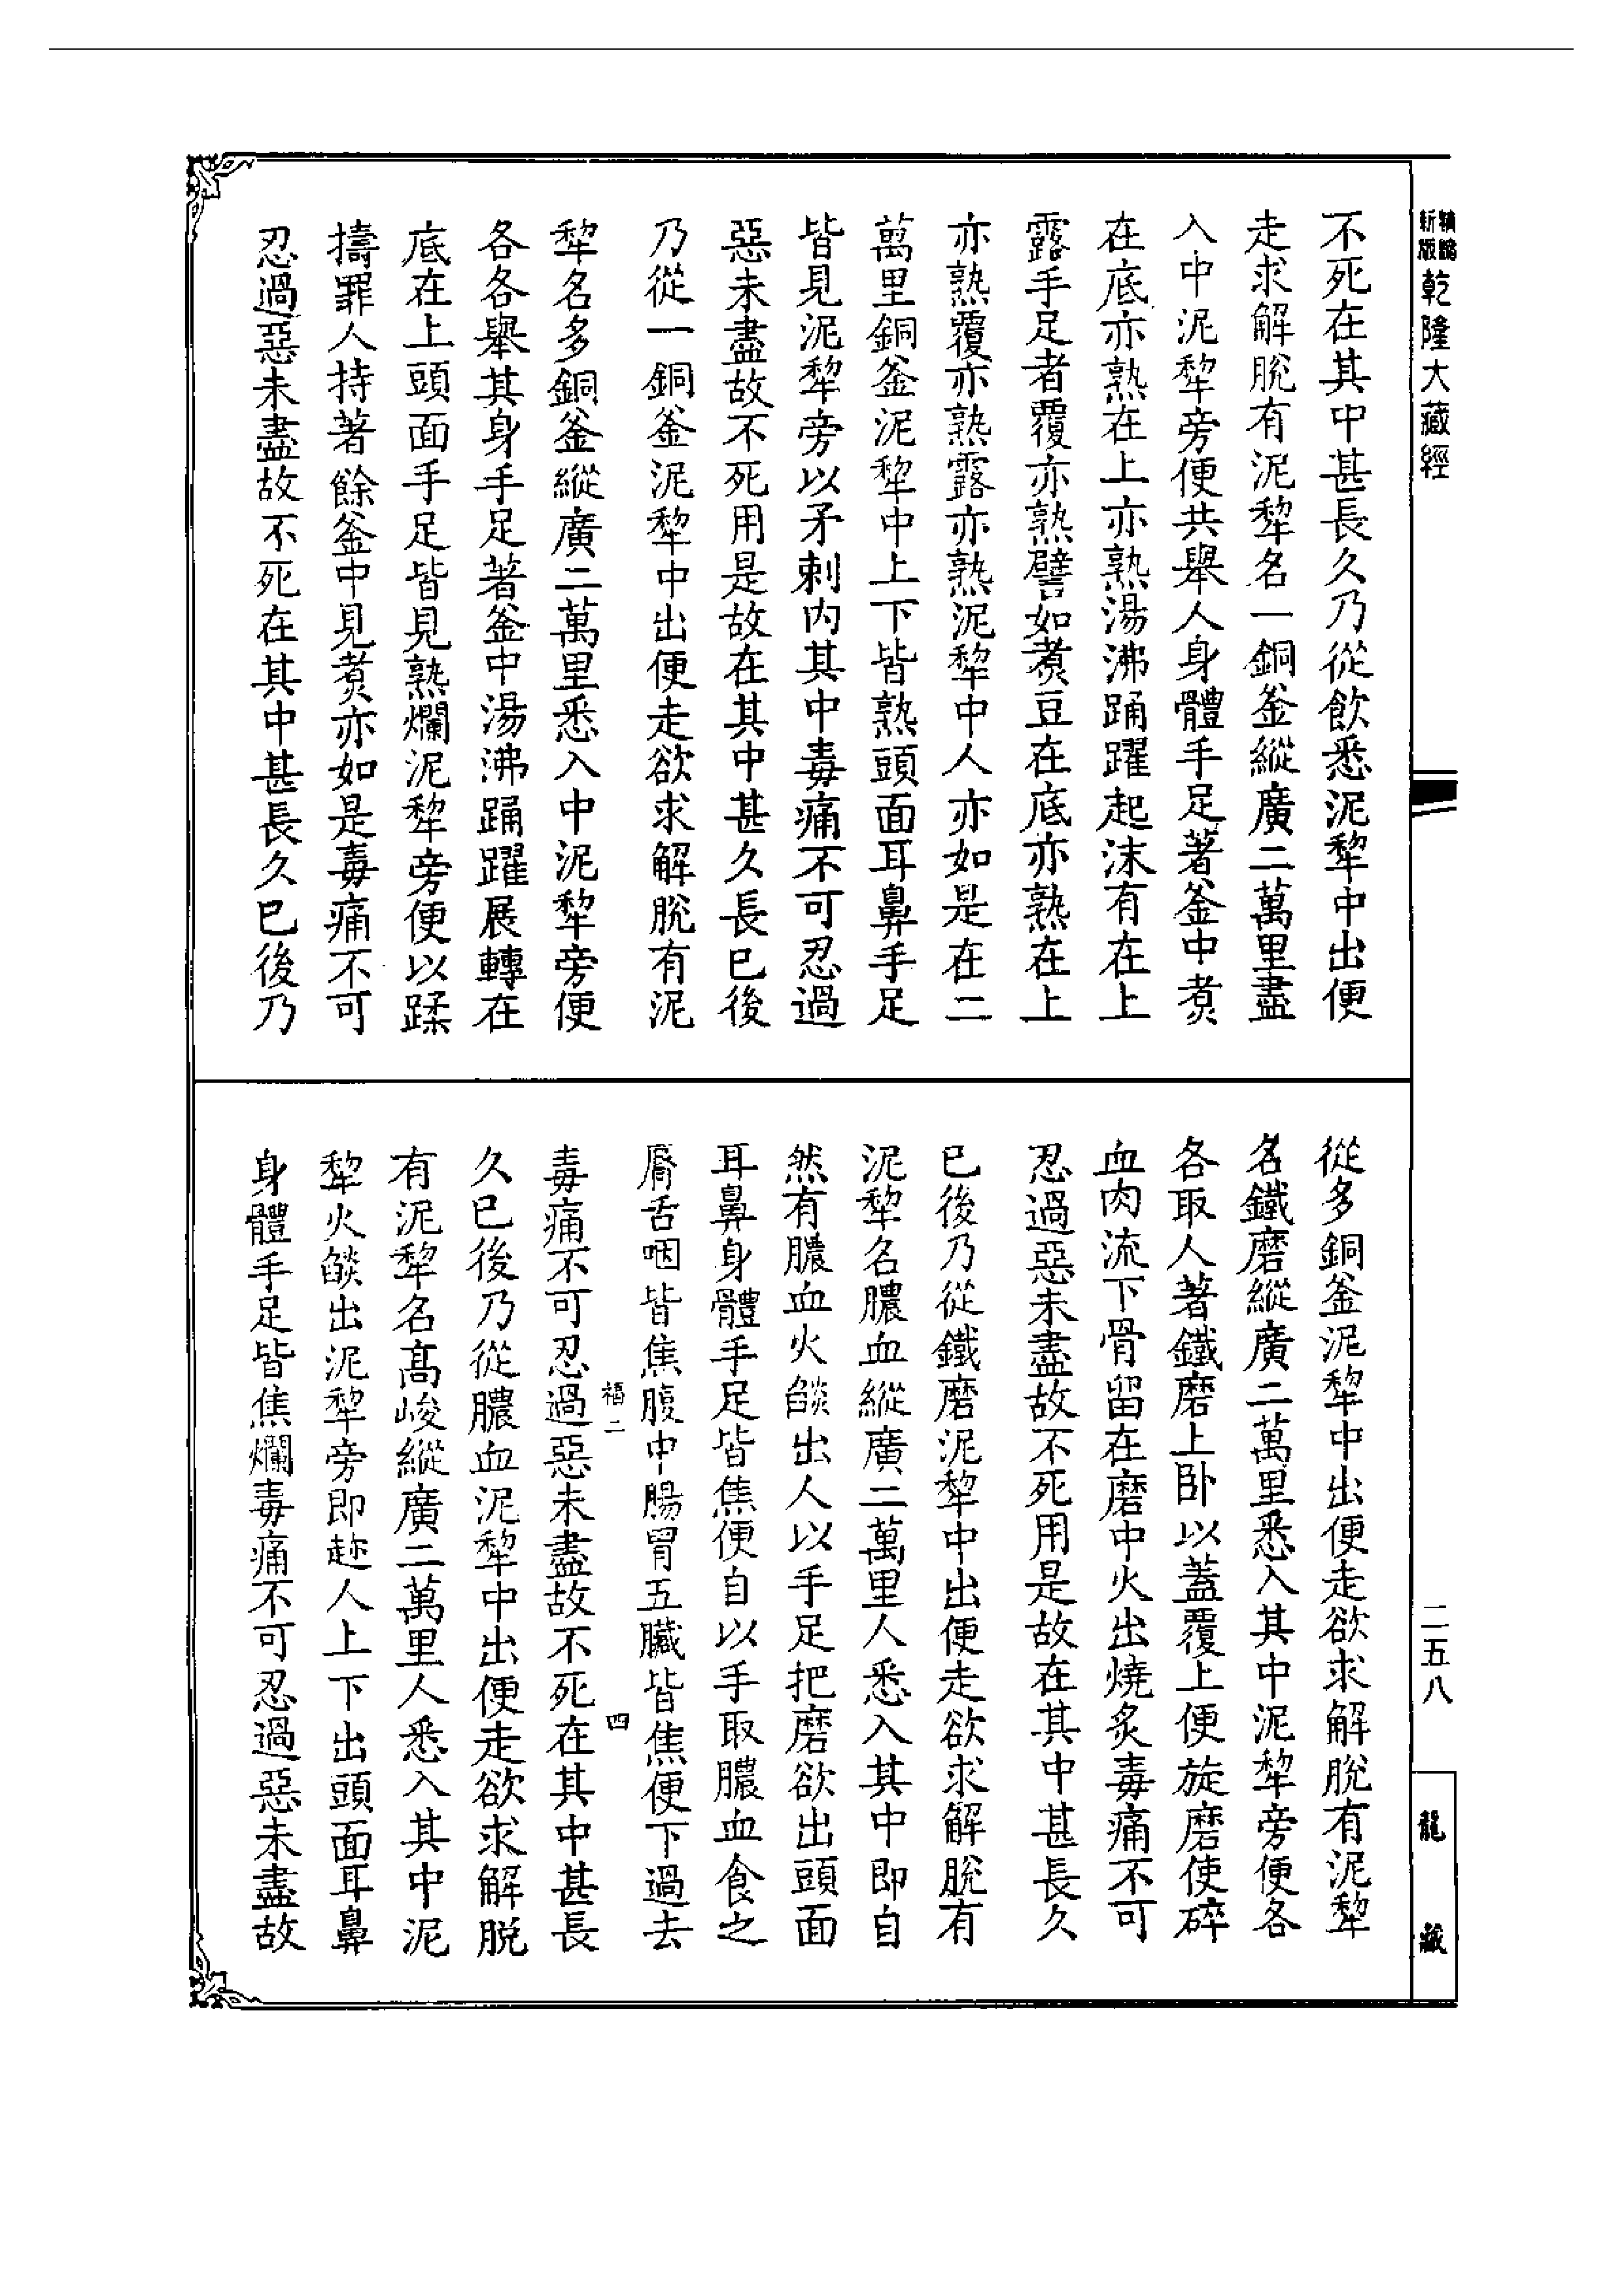 新版
精縮
乾隆大藏經
不死在其中甚長久乃從飲悉泥犂中出便
走求解脫有泥犂名一銅釜縱廣二萬里盡
入中泥犂旁便共舉人身體手足著釜中煑
在底亦熟在上亦熟湯沸踊躍起沫有在上
露手足者覆亦熟譬如煑豆在底亦熟在上
亦熟覆亦熟露亦熟泥犂中人亦如是在二
萬里銅釜泥犂中上下皆熟頭面耳鼻手足
皆見泥犂旁以矛刺內其中毒痛不可忍過
惡未盡故不死用是故在其中甚久長已後
乃從一銅釜泥犂中出便走欲求解脫有泥
犂名多銅釜縱廣二萬里悉入中泥犂旁便
各各舉其身手足著釜中湯沸踊躍展轉在
底在上頭面手足皆見熟爛泥犂旁便以蹂
擣罪人持著餘釜中見煑亦如是毒痛不可
忍過惡未盡故不死在其中甚長久已後乃
從多銅釜泥犂中出便走欲求解脫有泥犂
名鐵磨縱廣二萬里悉入其中泥犂旁便各
各取人著鐵磨上卧以蓋覆上便旋磨使碎
血肉流下骨留在磨中火出燒炙毒痛不可
忍過惡未盡故不死用是故在其中甚長久
已後乃從鐵磨泥犂中出便走欲求解脫有
泥犂名膿血縱廣二萬里人悉入其中即自
然有膿血火燄出人以手足把磨欲出頭面
耳鼻身體手足皆焦便自以手取膿血食之
脣舌咽皆焦腹中腸胃五臟皆焦便下過去
福二
四
毒痛不可忍過惡未盡故不死在其中甚長
久已後乃從膿血泥犂中出便走欲求解脫
有泥犂名高峻縱廣二萬里人悉入其中泥
犂火燄出泥犂旁即趂人上下出頭面耳鼻
身體手足皆焦爛毒痛不可忍過惡未盡故
二五八
龍藏